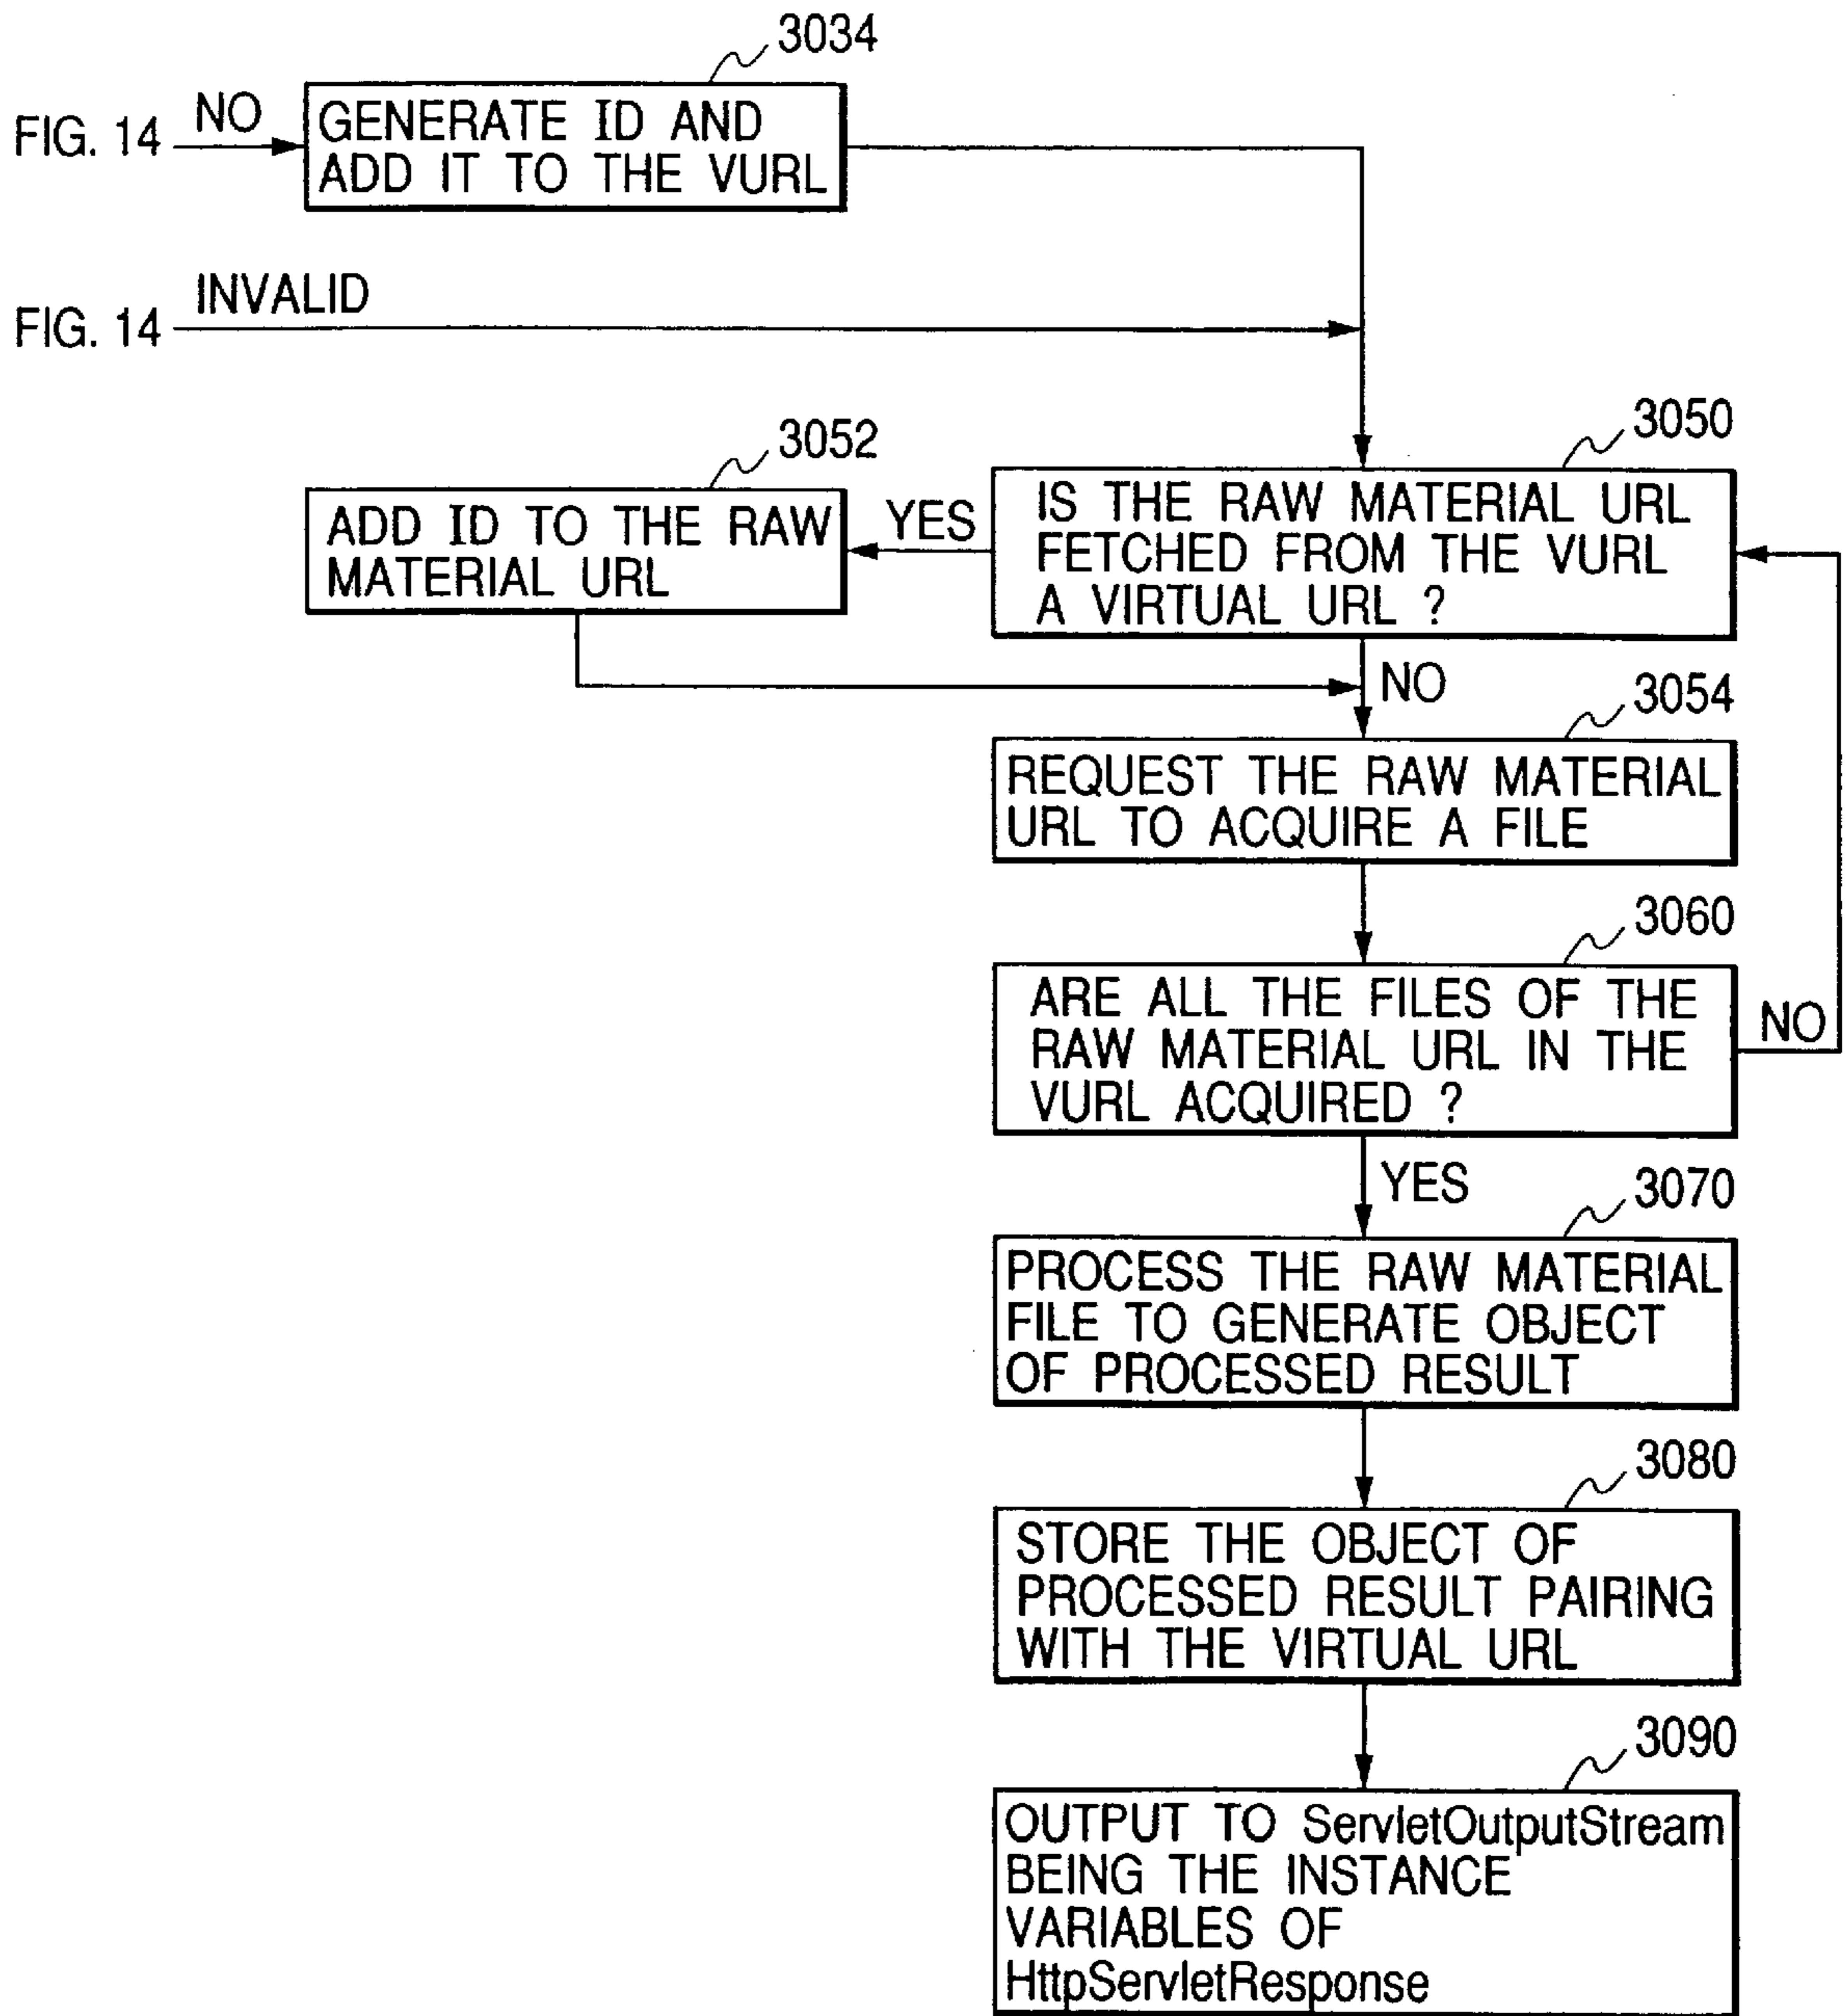 3034
FIG. 14
NO
GENERATE ID AND
ADD IT TO THE VURL
FIG. 14
INVALID
3052
ADD ID TO THE RAW
MATERIAL URL
YES
3050
IS THE RAW MATERIAL URL
FETCHED FROM THE VURL
A VIRTUAL URL ?
NO
3054
REQUEST THE RAW MATERIAL
URL TO ACQUIRE A FILE
3060
ARE ALL THE FILES OF THE
RAW MATERIAL URL IN THE
VURL ACQUIRED ?
NO
YES
3070
PROCESS THE RAW MATERIAL
FILE TO GENERATE OBJECT
OF PROCESSED RESULT
3080
STORE THE OBJECT OF
PROCESSED RESULT PAIRING
WITH THE VIRTUAL URL
3090
OUTPUT TO ServletOutputStream
BEING THE INSTANCE
VARIABLES OF
HttpServletResponse